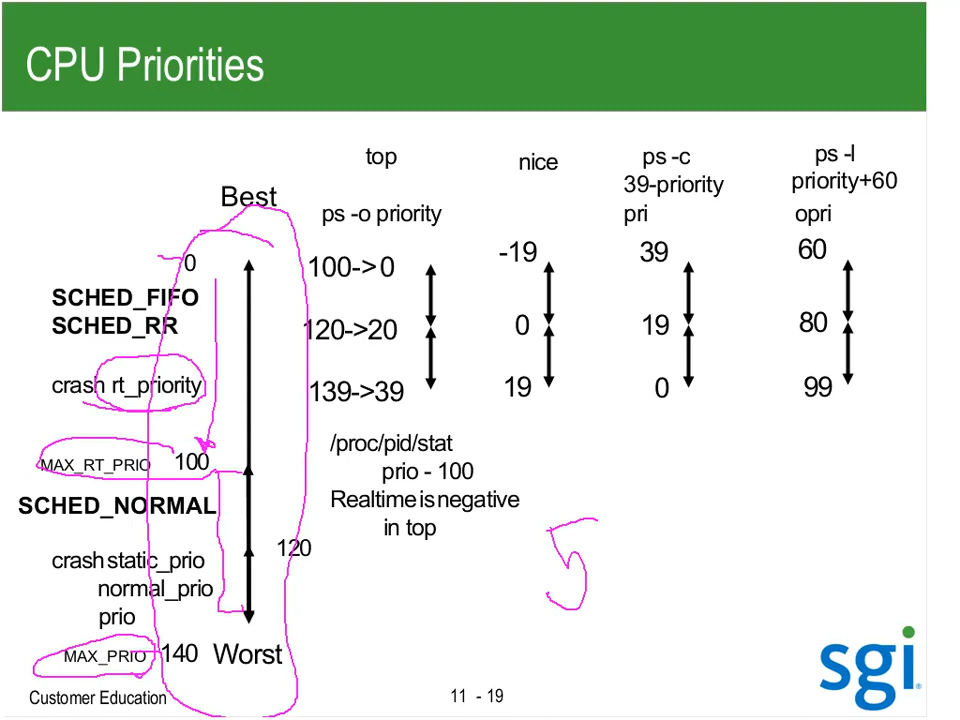 CPU Priorities
top
nice
ps -c
ps -l
39-priority
priority+60
Best
ps -o priority
pri
opri
0
100->0
-19
39
60
SCHED_FIFO
SCHED_RR
120->20
0
19
80
crash rt_priority
139->39
19
0
99
MAX_RT_PRIO 100
/proc/pid/stat
prio - 100
Realtime is negative
in top
SCHED_NORMAL
120
5
crash static_prio
normal_prio
prio
MAX_PRIO 140 Worst
sgi
Customer Education
11 - 19